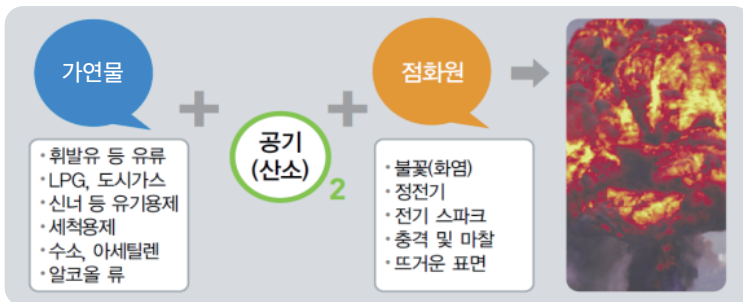 가연물
· 휘발유 등 유류
· LPG, 도시가스
· 신너 등 유기용제
· 세척용제
· 수소, 아세틸렌
· 알코올 류
+
공기
(산소)
2
+
점화원
· 불꽃(화염)
· 정전기
· 전기 스파크
· 충격 및 마찰
· 뜨거운 표면